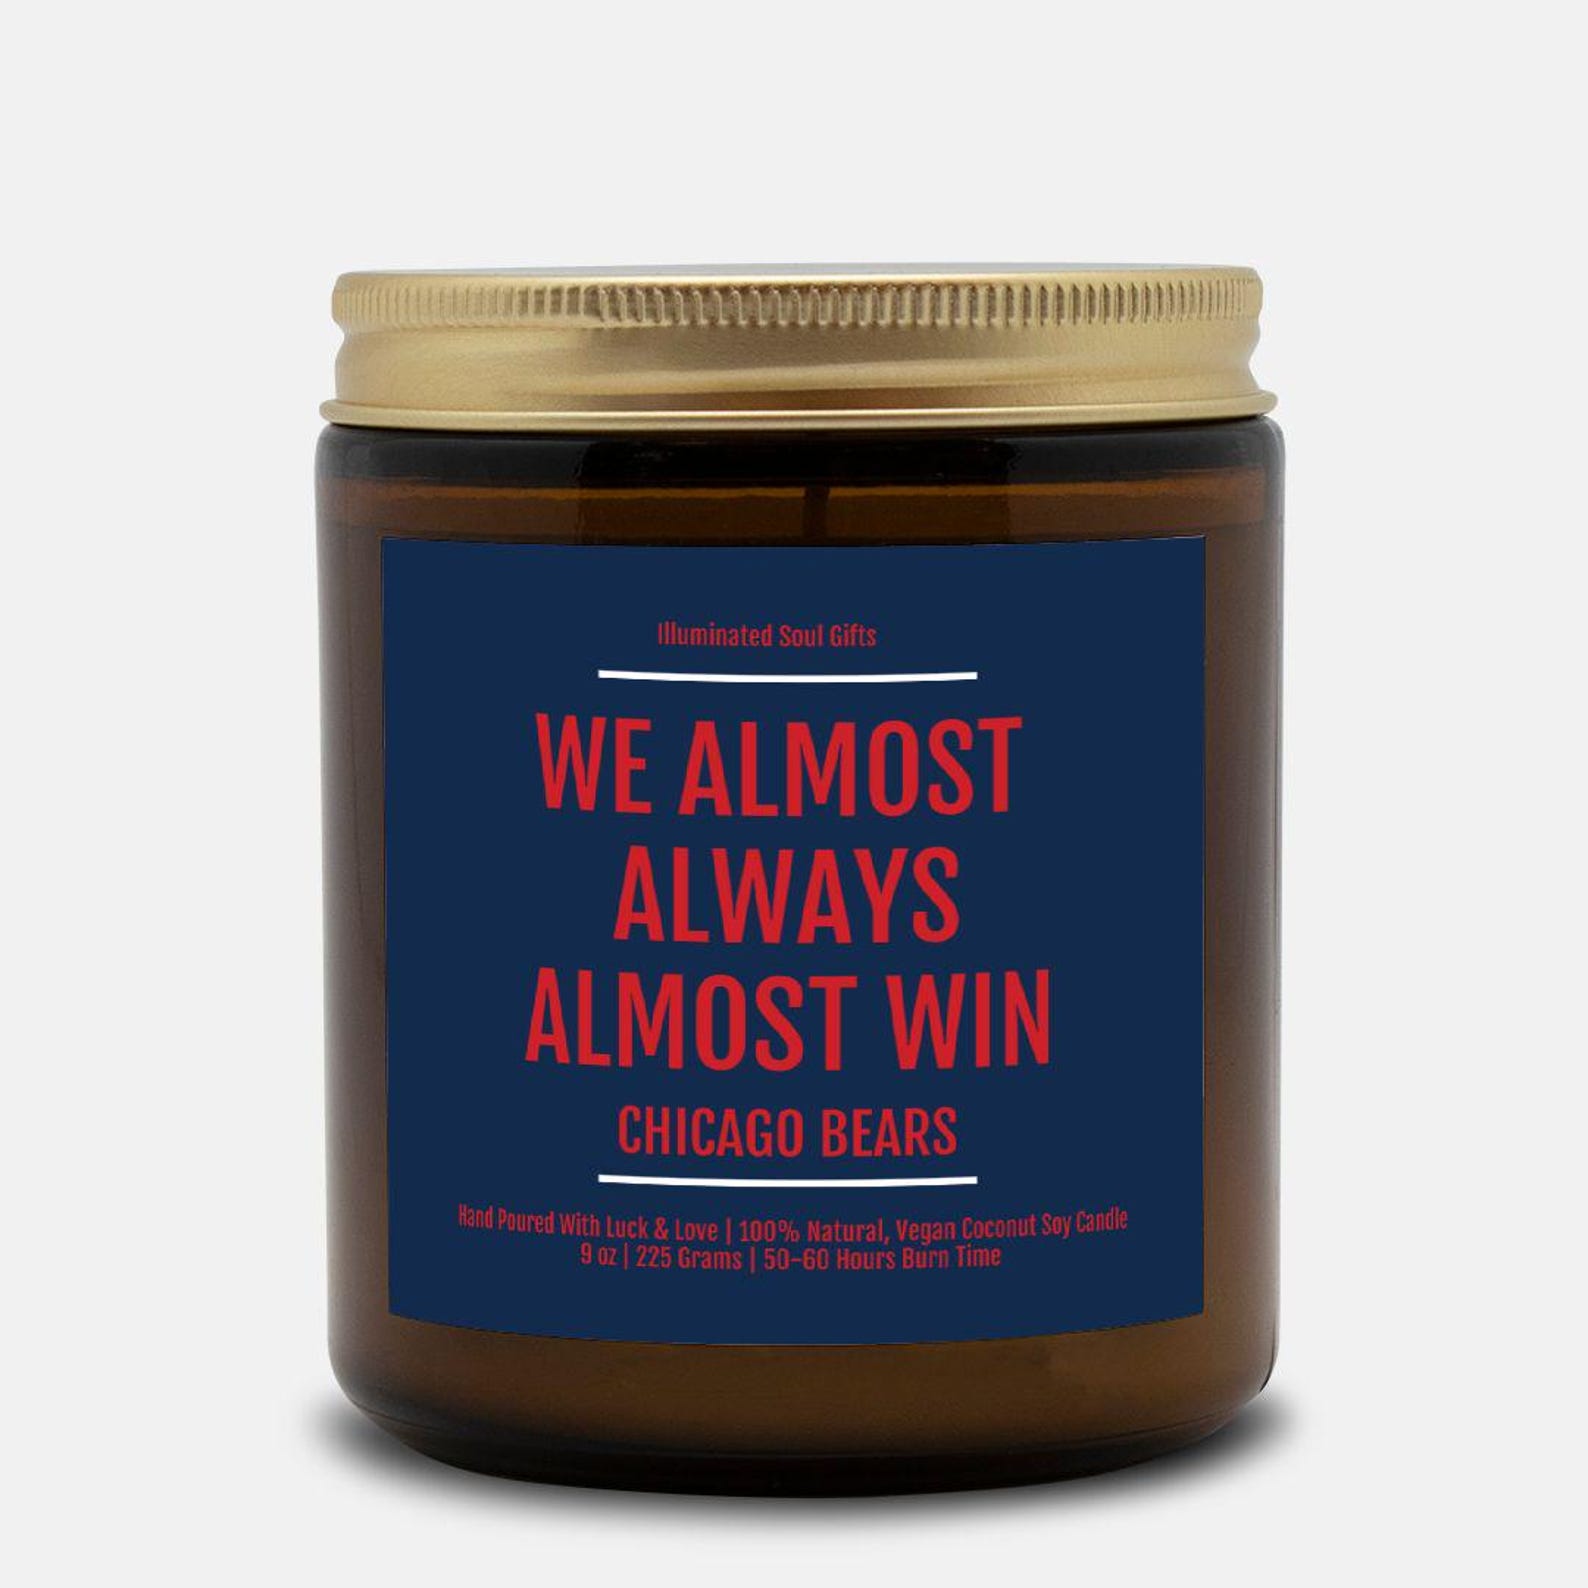 Illuminated Soul Gifts
WE ALMOST
ALWAYS
ALMOST WIN
CHICAGO BEARS
Hand Poured With Luck & Love | 100% Natural, Vegan Coconut Soy Candle
9 oz | 225 Grams | 50-60 Hours Burn Time